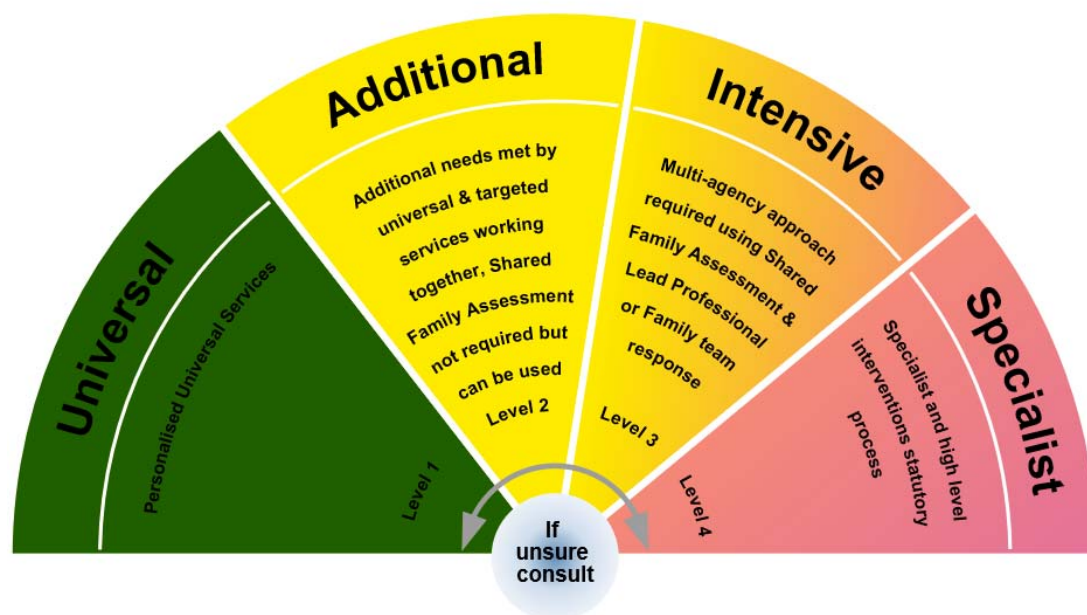 Universal
Personalised Universal Services
Level 1
Additional
Additional needs met by
universal & targeted
services working
together, Shared
Family Assessment
not required but
can be used
Level 2
Intensive
Multi-agency approach
required using Shared
Family Assessment &
Lead Professional
or Family team
response
Level 3
Specialist
Specialist and high level
interventions statutory
process
Level 4
If
unsure
consult